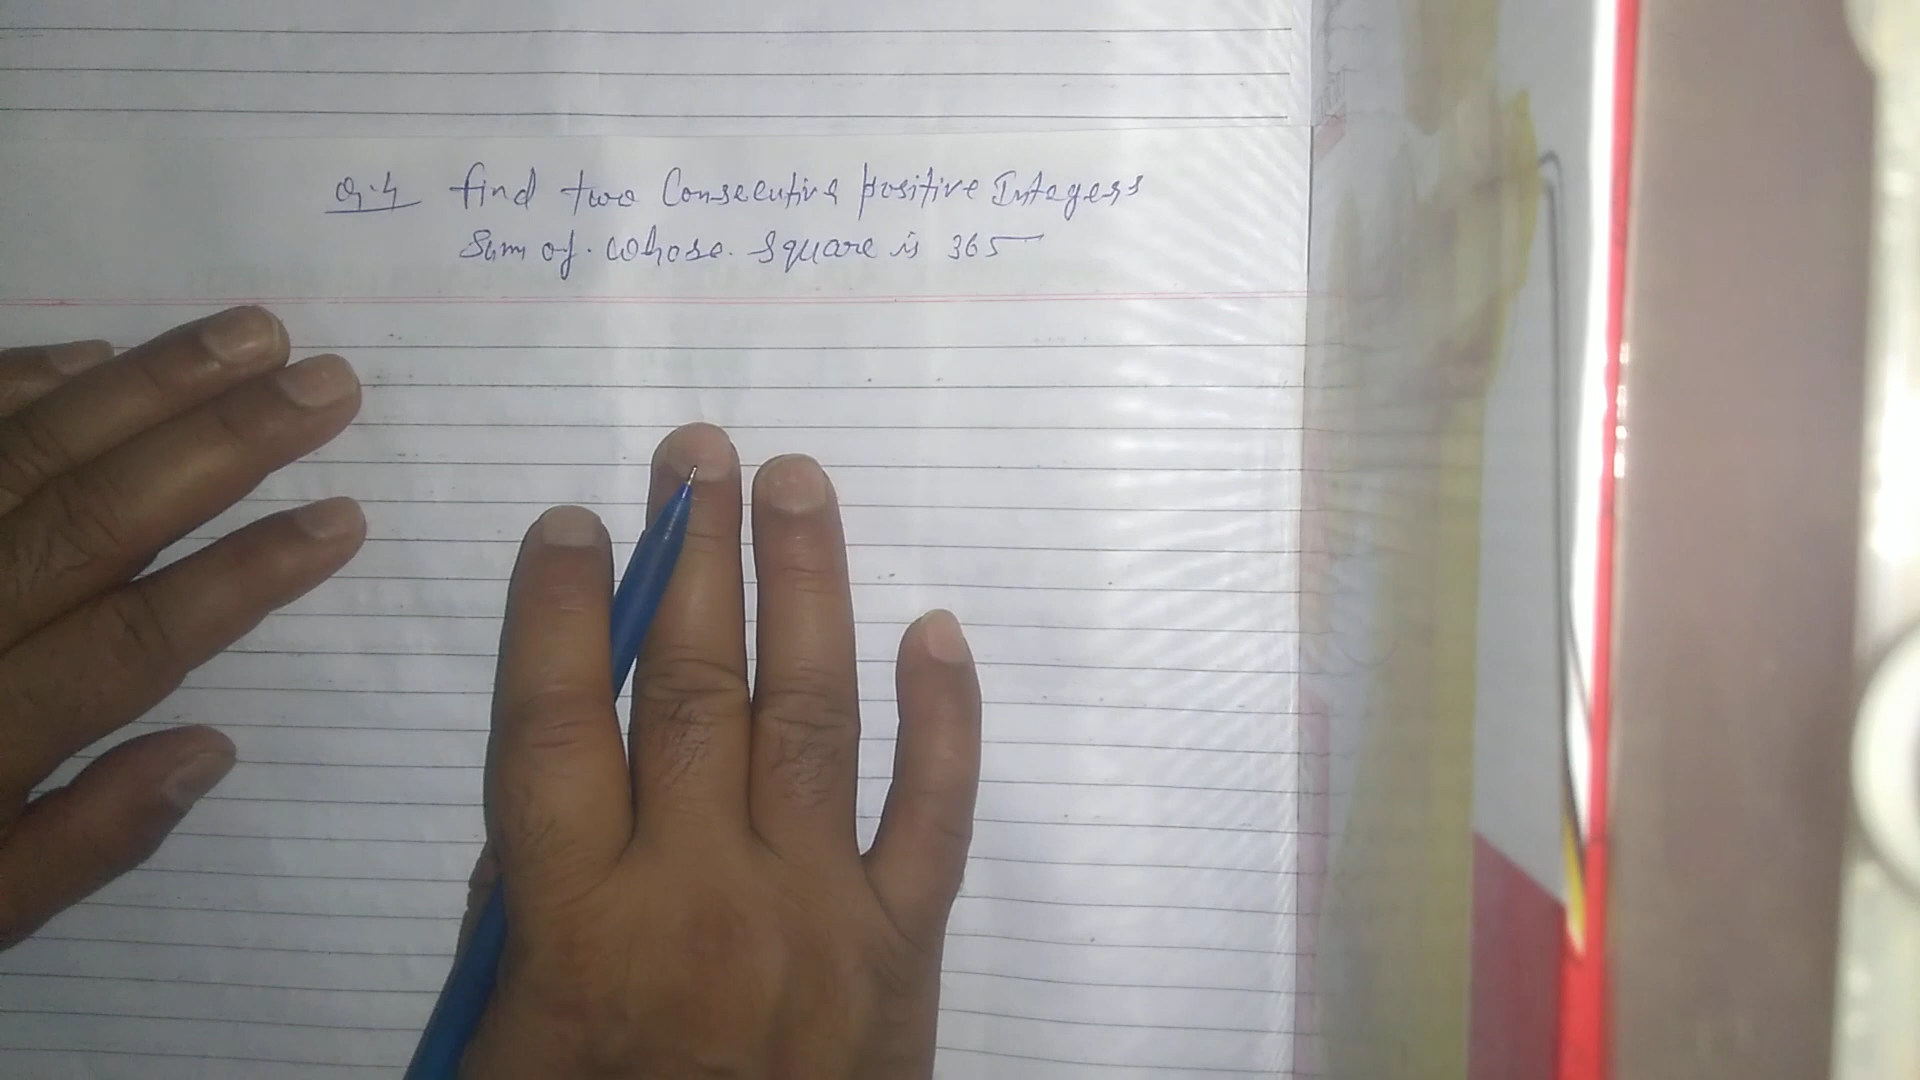 Q.4 find two Consecutive positive Integers
Sum of. whose. Square is 365